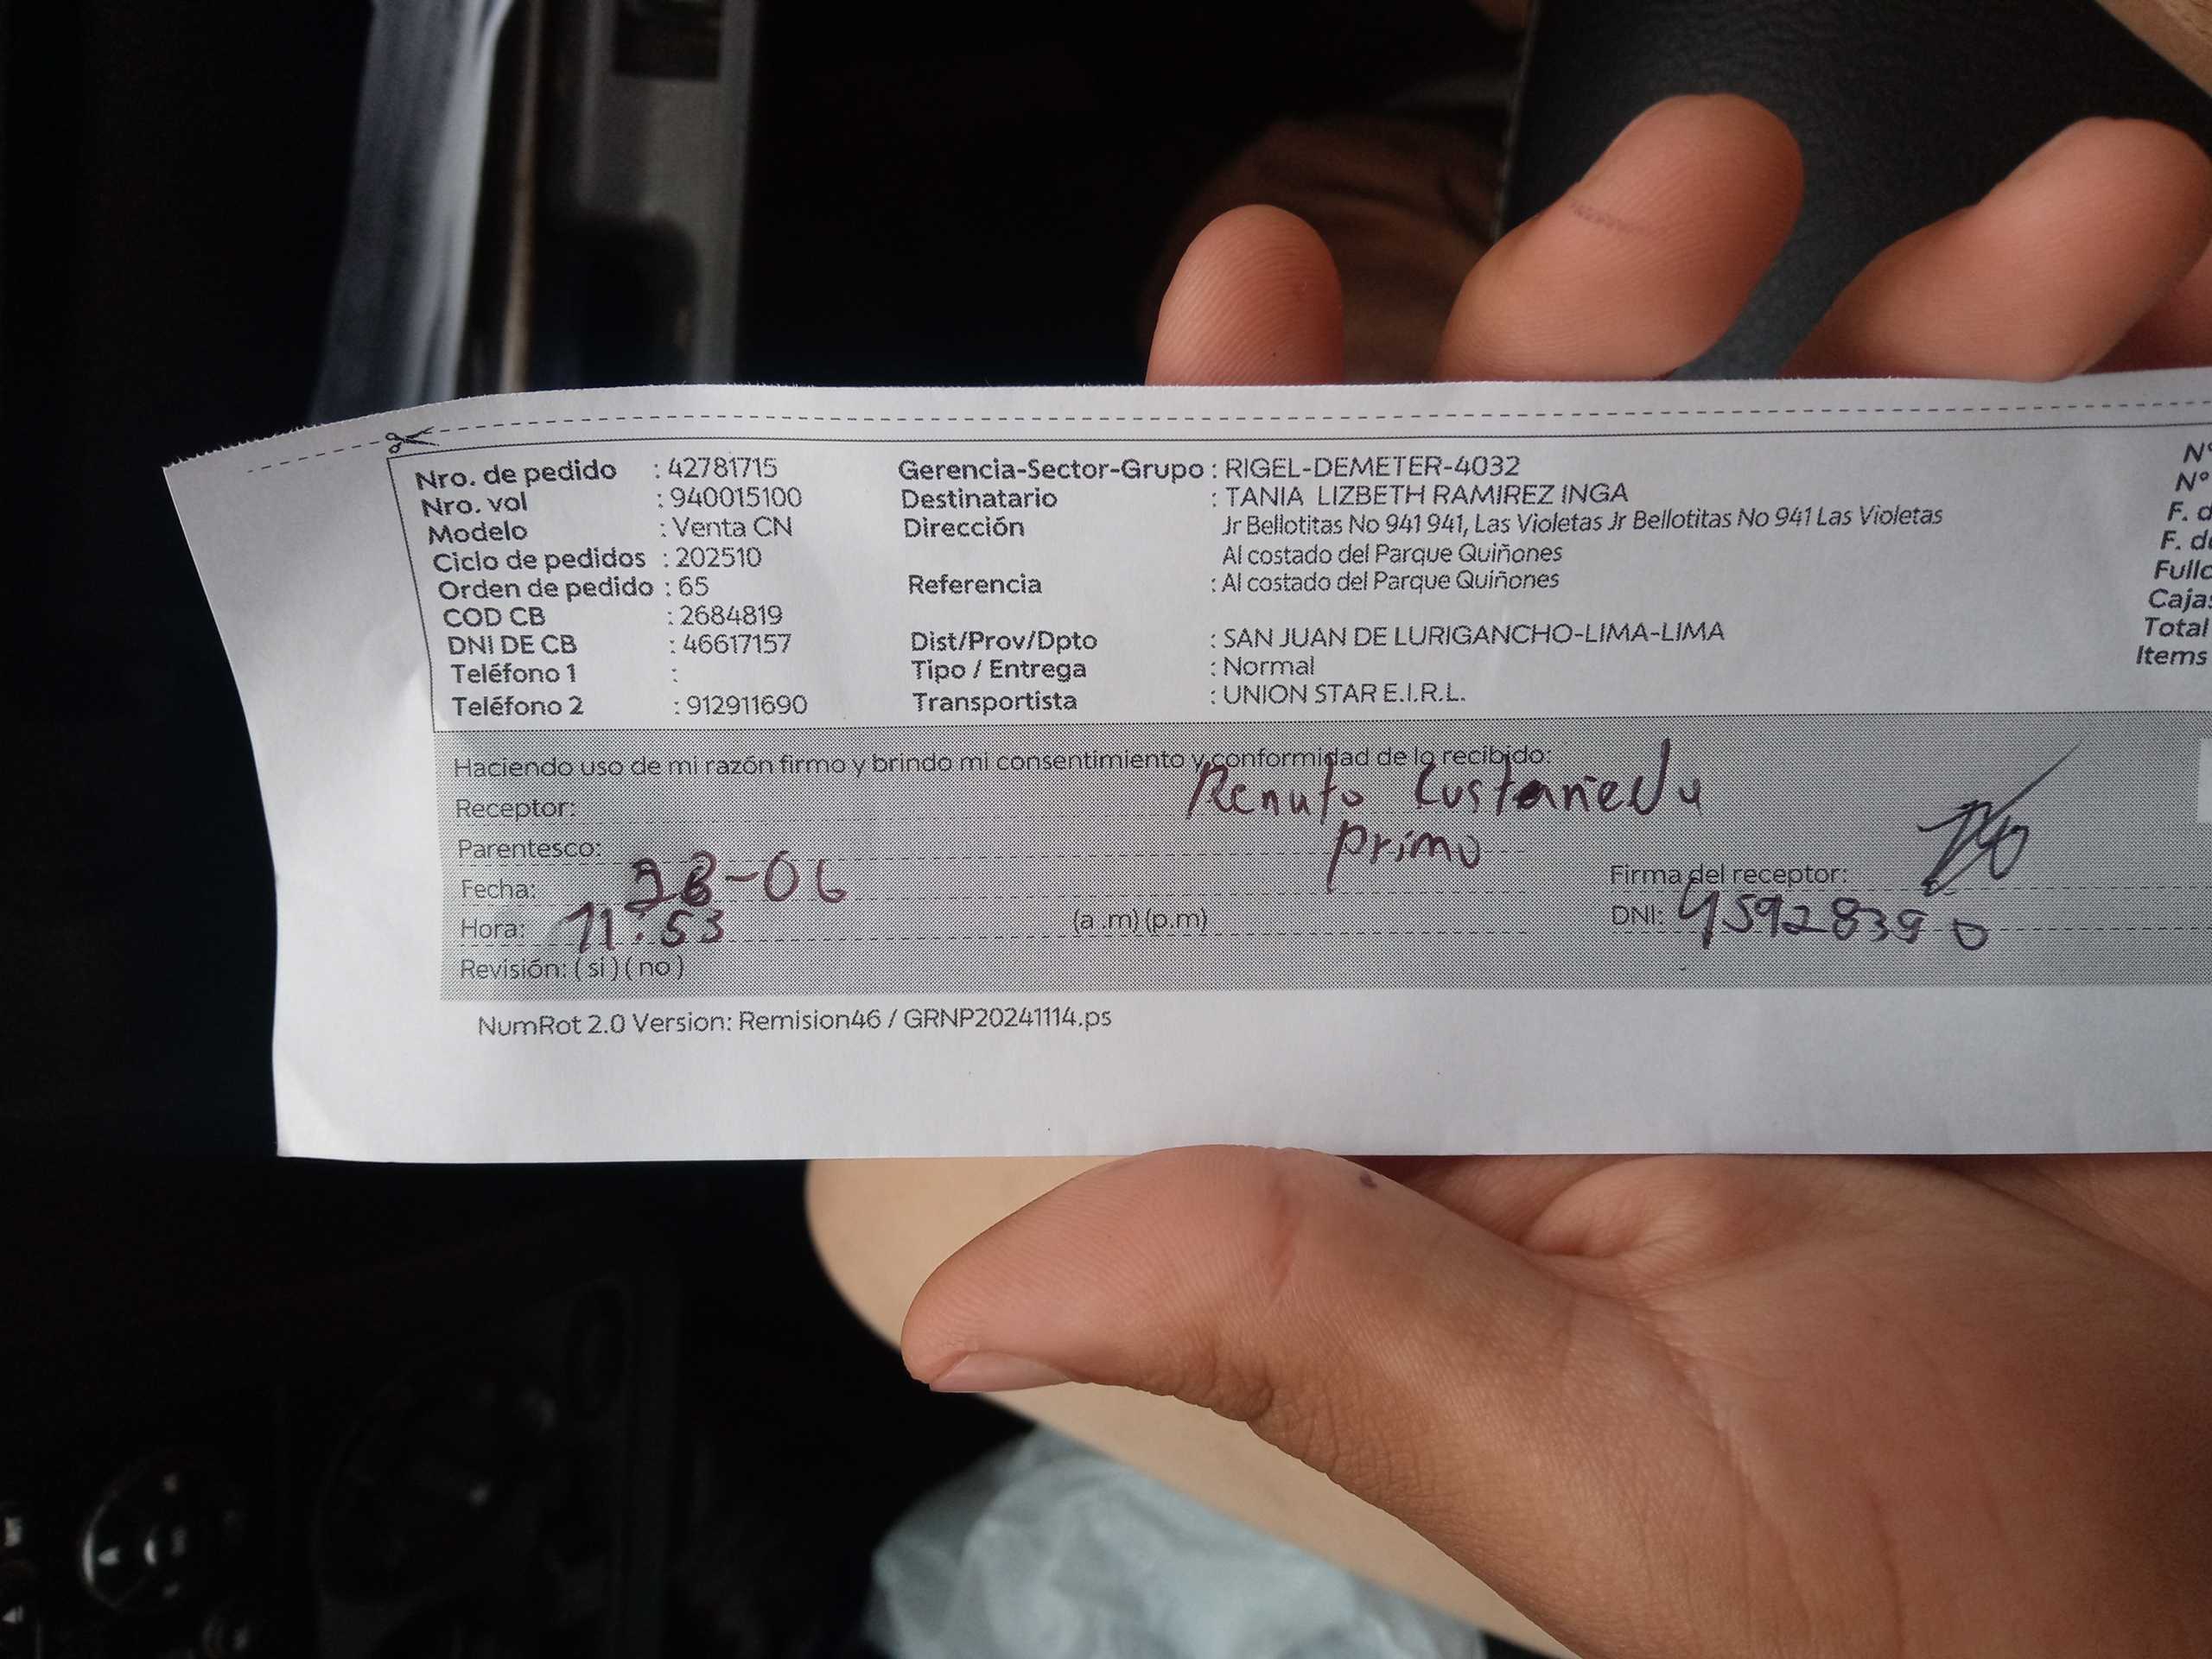 Nro. de pedido : 42781715
Nro. vol : 940015100
Modelo : Venta CN
Ciclo de pedidos : 202510
Orden de pedido : 65
COD CB : 2684819
DNI DE CB : 46617157
Teléfono 1 :
Teléfono 2 : 912911690
Gerencia-Sector-Grupo : RIGEL-DEMETER-4032
Destinatario : TANIA LIZBETH RAMIREZ INGA
Dirección Jr Bellotitas No 941 941, Las Violetas Jr Bellotitas No 941 Las Violetas
Al costado del Parque Quiñones
Referencia : Al costado del Parque Quiñones
Dist/Prov/Dpto : SAN JUAN DE LURIGANCHO-LIMA-LIMA
Tipo / Entrega : Normal
Transportista : UNION STAR E.I.R.L.
N°
N°
F. d
F. d
Total
Items
Haciendo uso de mi razón firmo y brindo mi consentimiento y conformidad de lo recibido:
Receptor: Renato Castañeda
Parentesco: primo
Fecha: 28-06
Hora: 11:53 (a .m) (p.m)
Revisión: ( si ) ( no )
Firma del receptor:
DNI:
NumRot 2.0 Version: Remision46 / GRNP20241114.ps